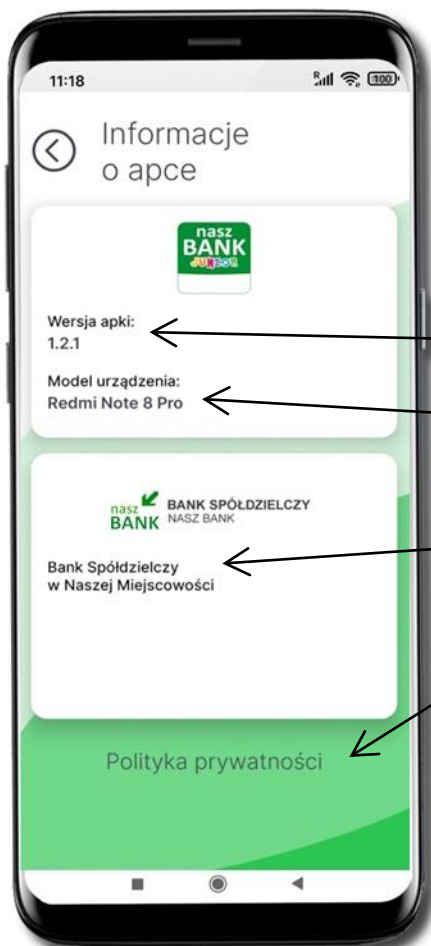 11:18
R
100
Informacje
o apce
nasz
BANK
JUNIOR
Wersja apki:
1.2.1
Model urządzenia:
Redmi Note 8 Pro
nasz
BANK
BANK SPÓŁDZIELCZY
NASZ BANK
Bank Spółdzielczy
w Naszej Miejscowości
Polityka prywatności